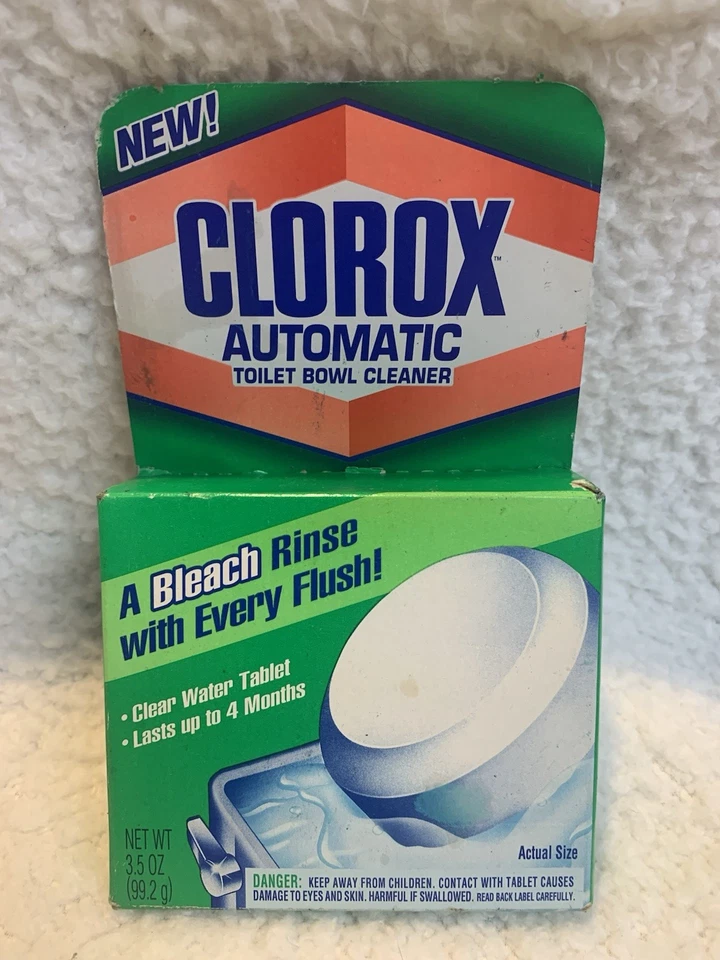 NEW!
CLOROX™
AUTOMATIC
TOILET BOWL CLEANER
A Bleach Rinse
with Every Flush!
• Clear Water Tablet
• Lasts up to 4 Months
NET WT
3.5 OZ
(99.2 g)
Actual Size
DANGER: KEEP AWAY FROM CHILDREN. CONTACT WITH TABLET CAUSES
DAMAGE TO EYES AND SKIN. HARMFUL IF SWALLOWED. READ BACK LABEL CAREFULLY.